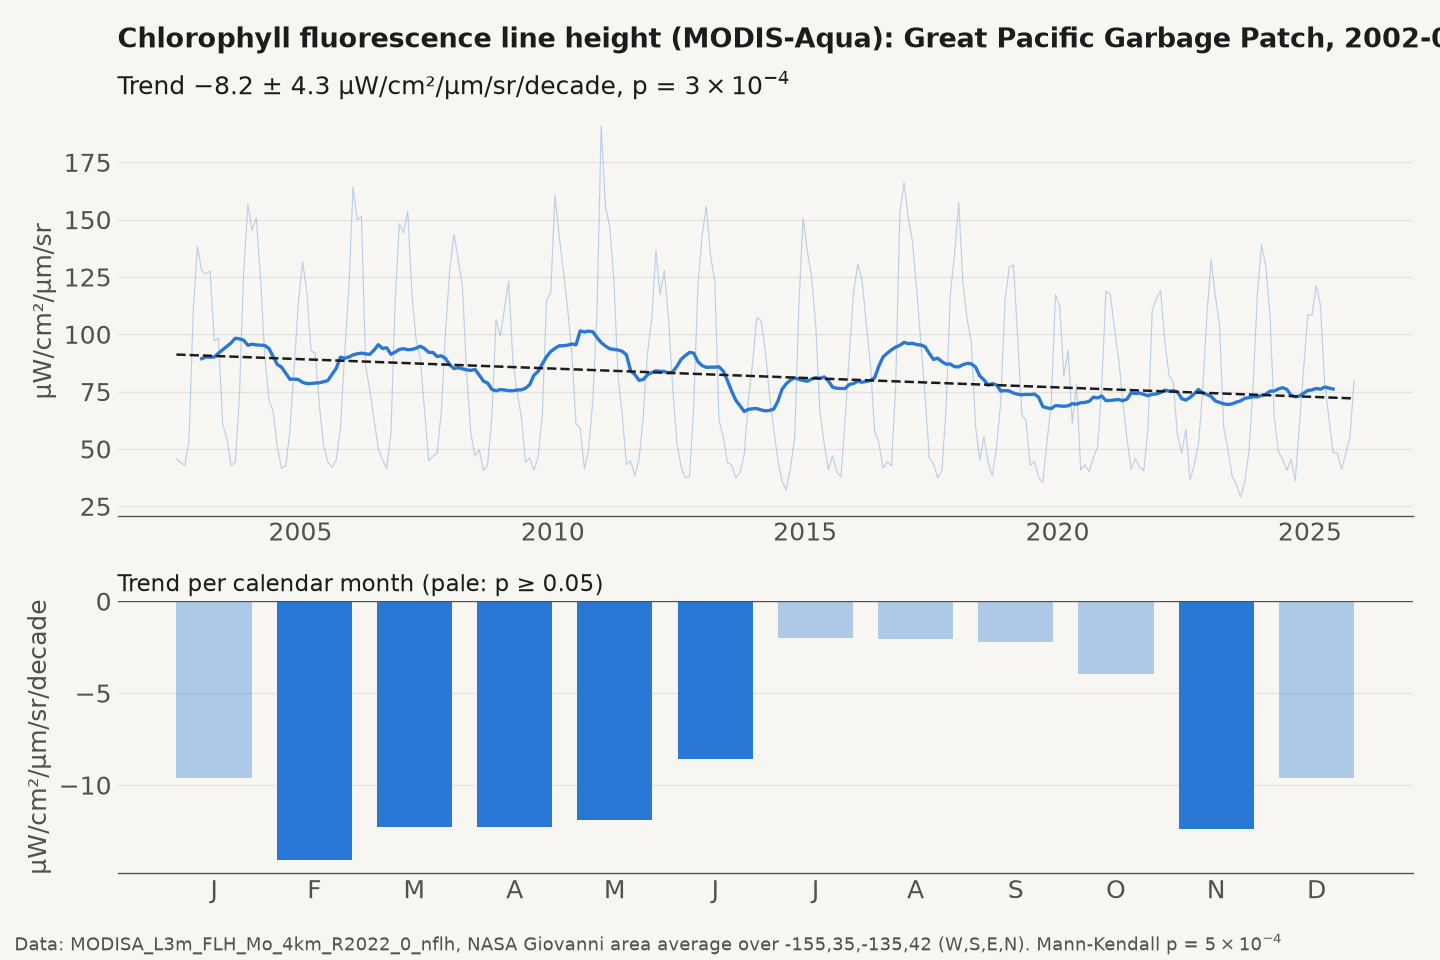 Chlorophyll fluorescence line height (MODIS-Aqua): Great Pacific Garbage Patch, 2002-0
Trend −8.2 ± 4.3 µW/cm²/µm/sr/decade, p = 3 × 10⁻⁴
µW/cm²/µm/sr
175
150
125
100
75
50
25
2005 2010 2015 2020 2025
Trend per calendar month (pale: p ≥ 0.05)
µW/cm²/µm/sr/decade
0
−5
−10
J F M A M J J A S O N D
Data: MODISA_L3m_FLH_Mo_4km_R2022_0_nflh, NASA Giovanni area average over -155,35,-135,42 (W,S,E,N). Mann-Kendall p = 5 × 10⁻⁴